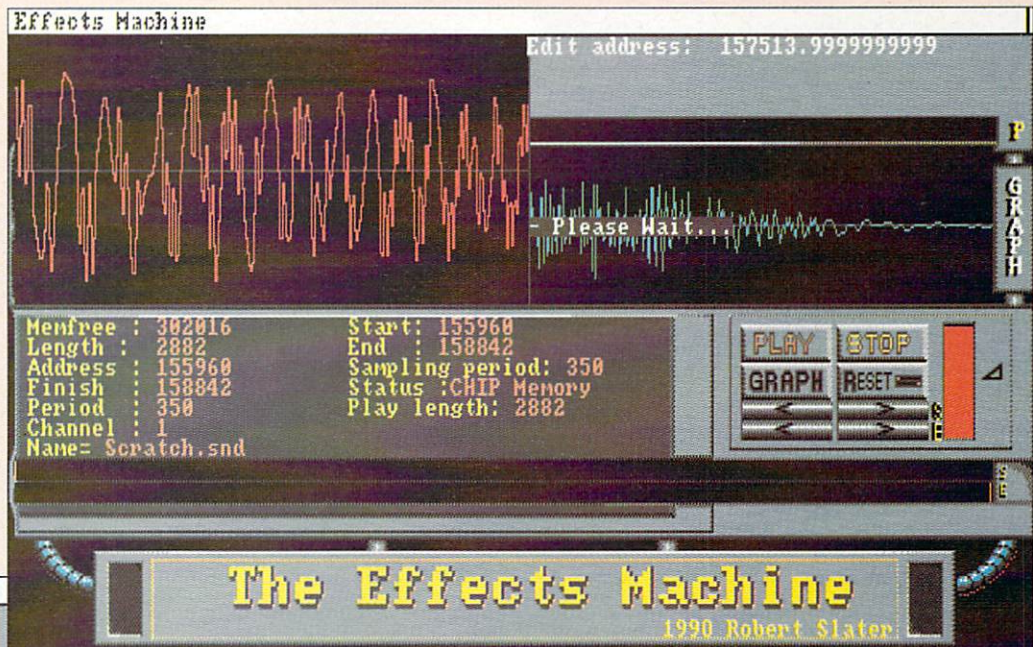 Effects Machine
Edit address: 157513.9999999999
P
GRAPH
- Please Wait...
Memfree : 302016
Length : 2882
Address : 155960
Finish : 158842
Period : 350
Channel : 1
Name= Scratch.snd
Start: 155960
End : 158842
Sampling period: 350
Status :CHIP Memory
Play length: 2882
PLAY STOP
GRAPH RESET
< >
< >
S
E
The Effects Machine
1990 Robert Slater